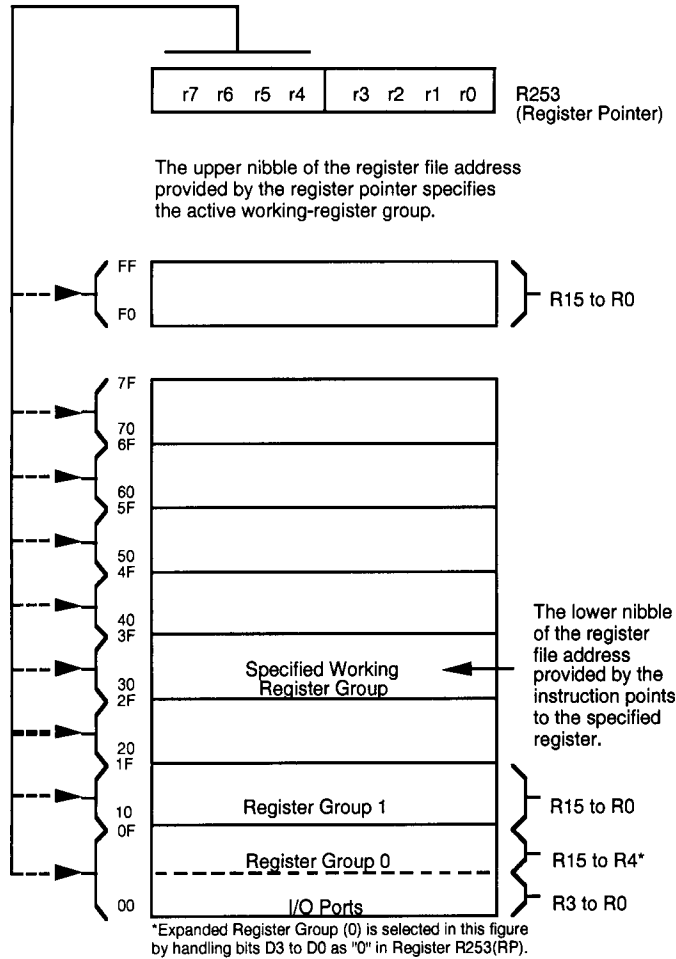 r7 r6 r5 r4 r3 r2 r1 r0
R253
(Register Pointer)
The upper nibble of the register file address
provided by the register pointer specifies
the active working-register group.
FF
F0
R15 to R0
7F
70
6F
60
5F
50
4F
40
3F
30
2F
20
1F
10
0F
00
Specified Working
Register Group
The lower nibble
of the register
file address
provided by the
instruction points
to the specified
register.
Register Group 1
R15 to R0
Register Group 0
R15 to R4*
I/O Ports
R3 to R0
*Expanded Register Group (0) is selected in this figure
by handling bits D3 to D0 as "0" in Register R253(RP).